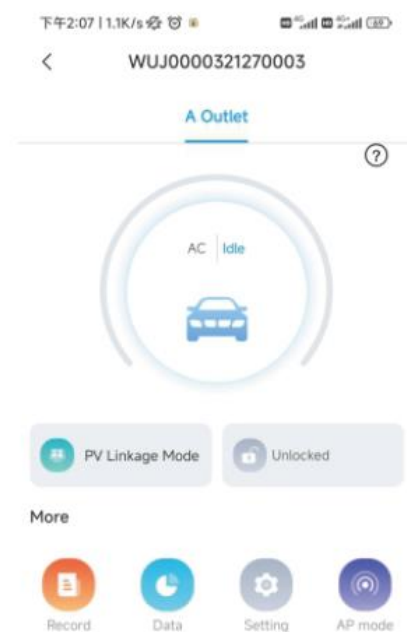 下午2:07 | 1.1K/s
WUJ0000321270003
A Outlet
?
AC | Idle
PV Linkage Mode
Unlocked
More
Record Data Setting AP mode